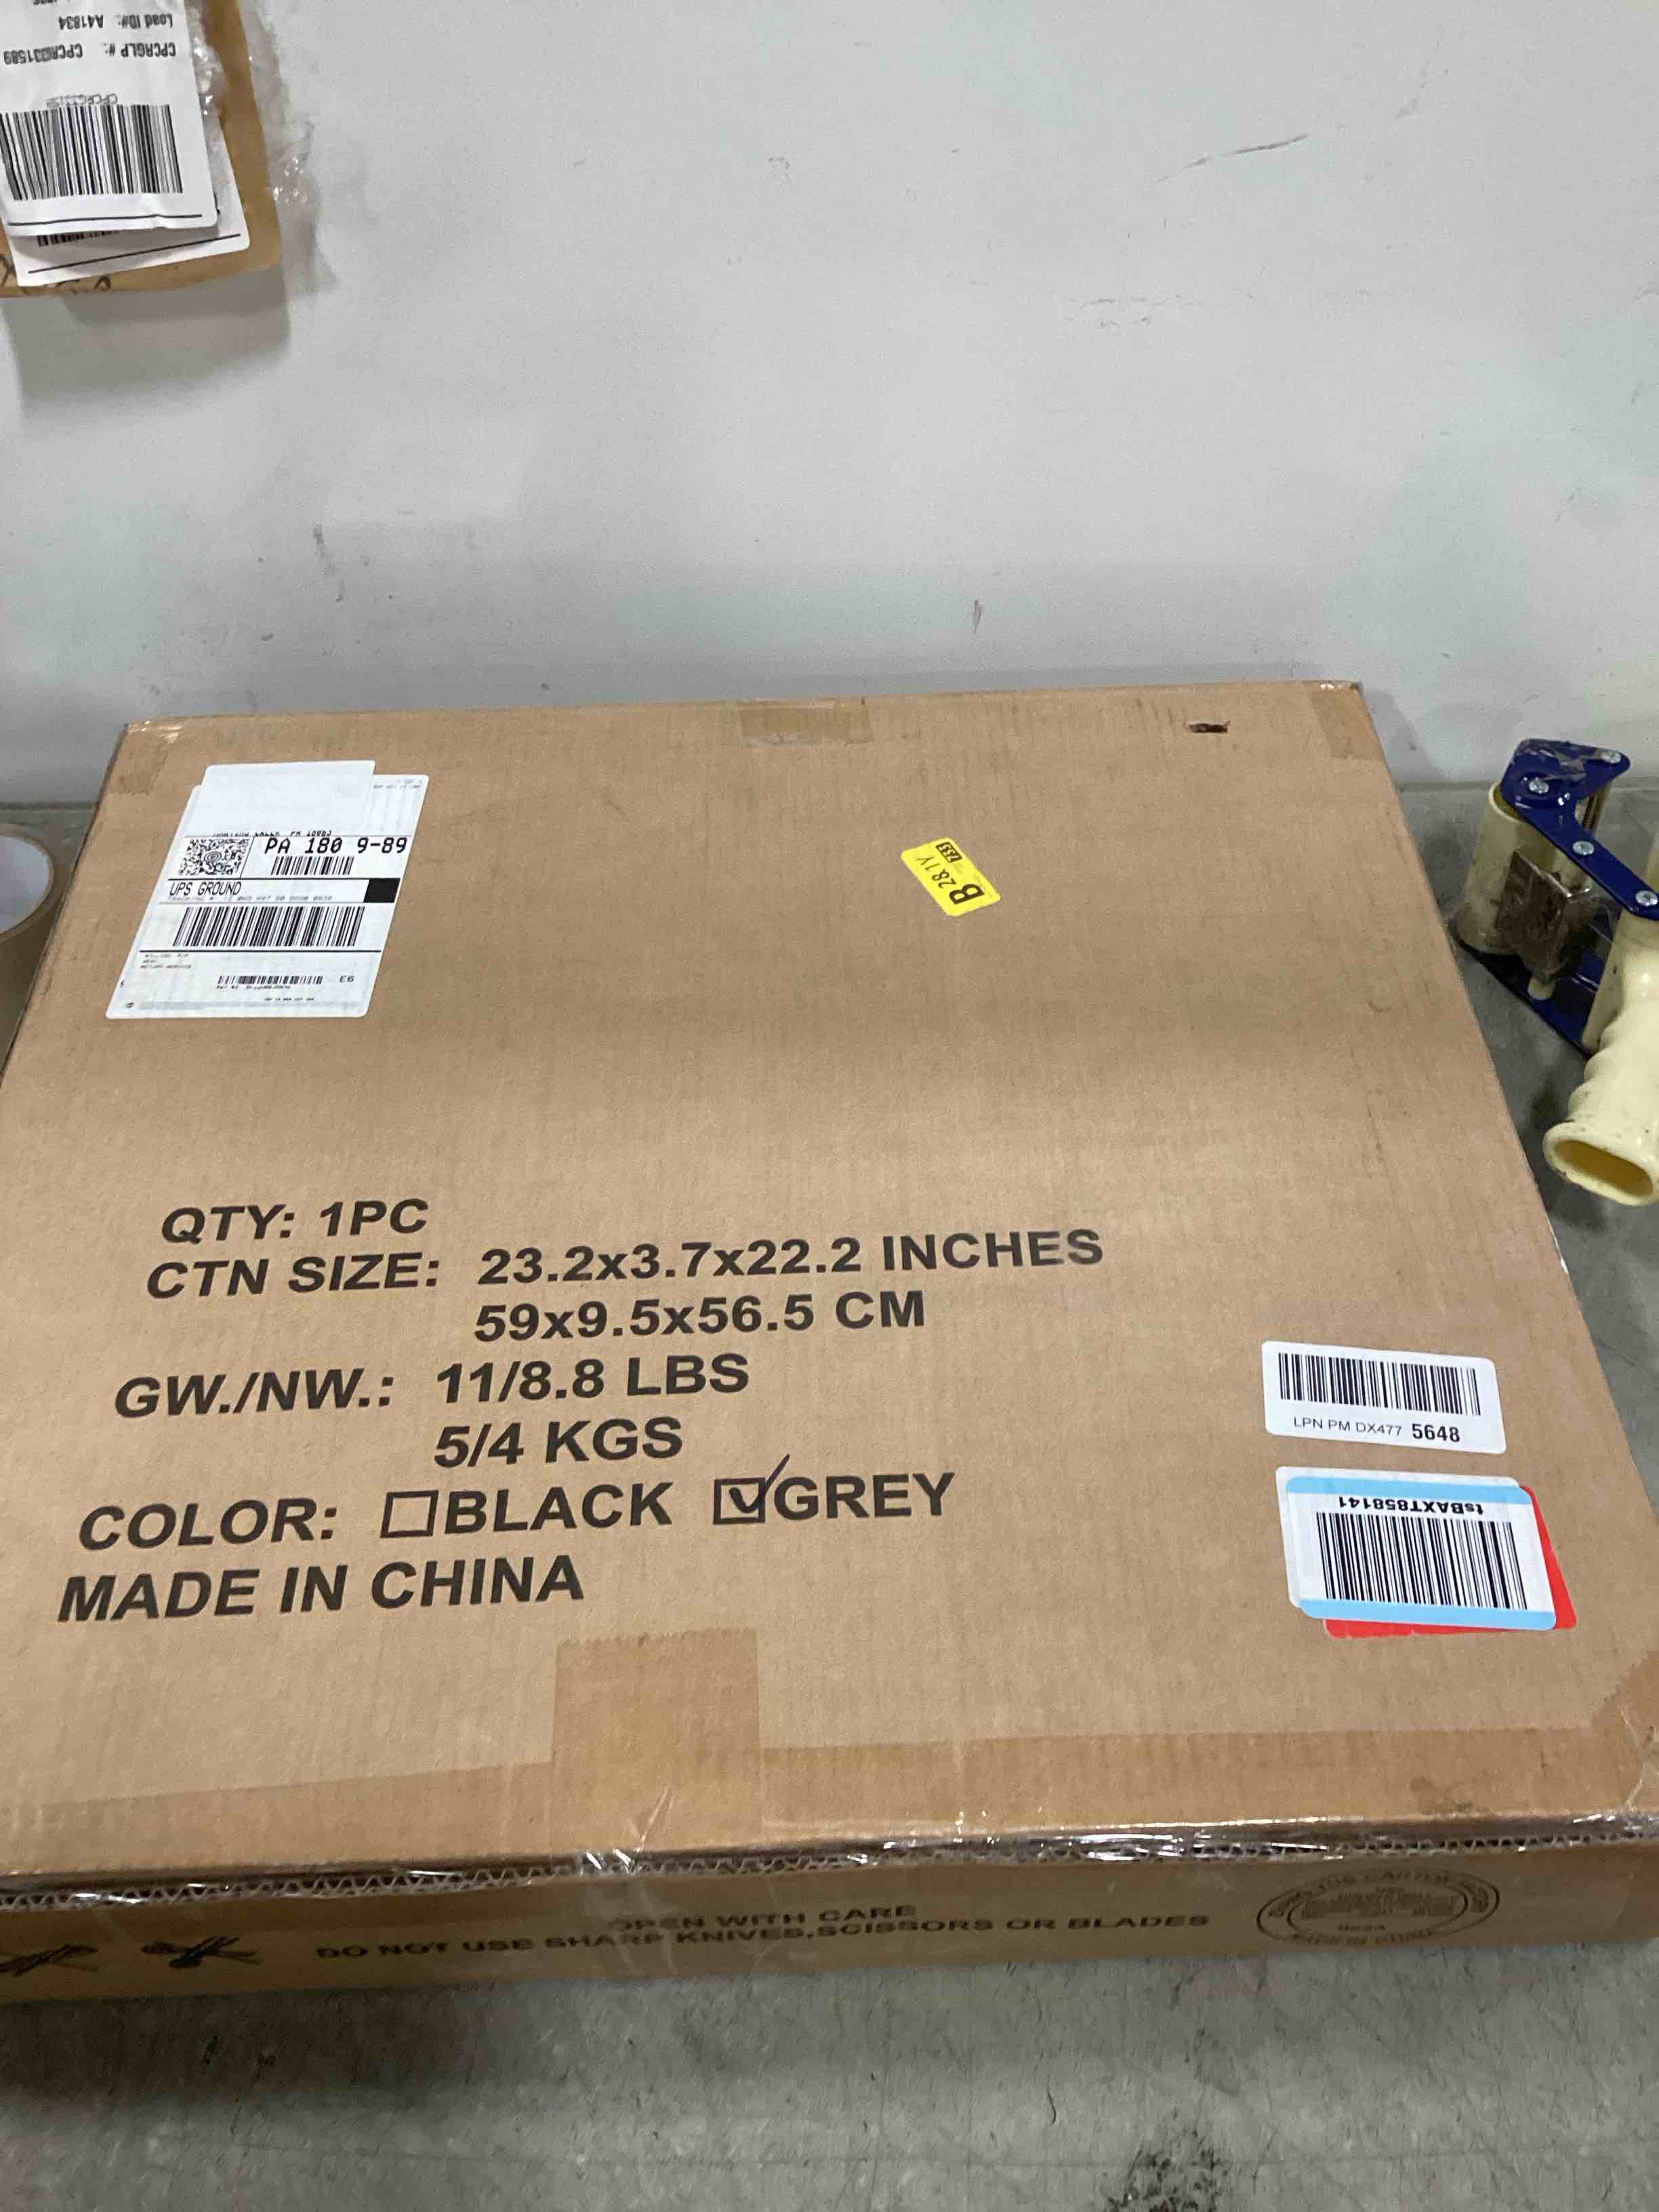 Load ID#: A41834
CPCRGLP #:
PA 180 9-89
UPS GROUND
E6
B 28.1Y
733
QTY: 1PC
CTN SIZE: 23.2x3.7x22.2 INCHES
59x9.5x56.5 CM
GW./NW.: 11/8.8 LBS
5/4 KGS
COLOR: BLACK GREY
MADE IN CHINA
LPN PM DX477 5648
tsBAXT858141
OPEN WITH CARE
DO NOT USE SHARP KNIVES,SCISSORS OR BLADES